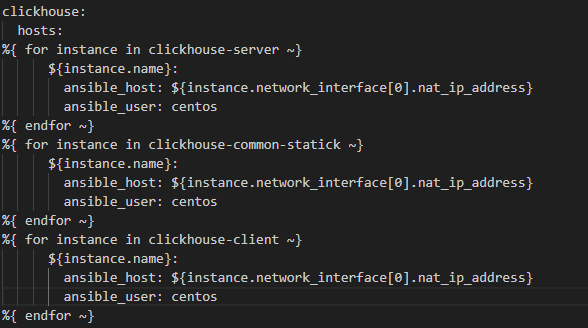 clickhouse:
  hosts:
%{ for instance in clickhouse-server ~}
      ${instance.name}:
        ansible_host: ${instance.network_interface[0].nat_ip_address}
        ansible_user: centos
%{ endfor ~}
%{ for instance in clickhouse-common-statick ~}
      ${instance.name}:
        ansible_host: ${instance.network_interface[0].nat_ip_address}
        ansible_user: centos
%{ endfor ~}
%{ for instance in clickhouse-client ~}
      ${instance.name}:
        ansible_host: ${instance.network_interface[0].nat_ip_address}
        ansible_user: centos
%{ endfor ~}